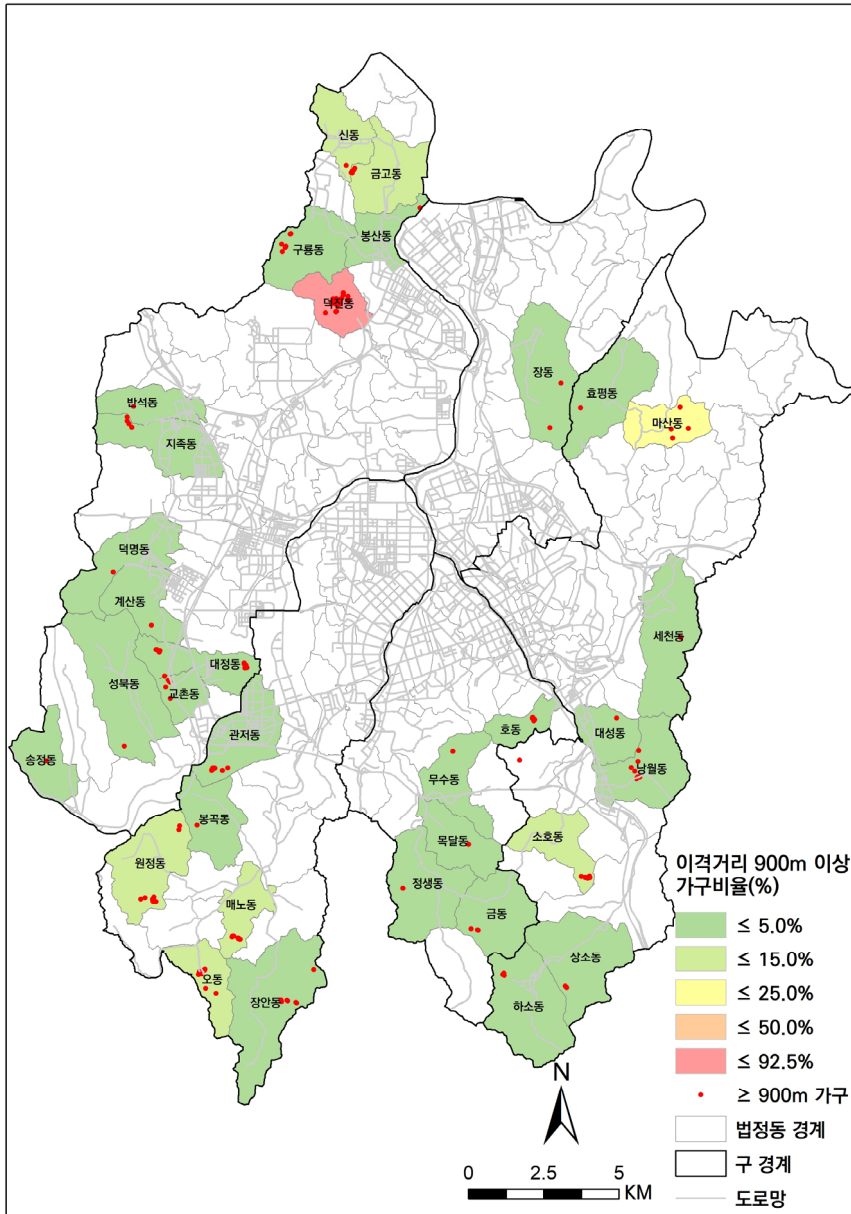 신동
금고동
봉산동
구룡동
덕진동
장동
효평동
마산동
반석동
지족동
덕명동
계산동
세천동
대정동
성북동
교촌동
대성동
호동
관저동
송정동
낭월동
무수동
봉곡동
목달동
소호동
원정동
정생동
매노동
금동
상소동
오동
장안동
하소동
이격거리 900m 이상
가구비율(%)
≤ 5.0%
≤ 15.0%
≤ 25.0%
≤ 50.0%
≤ 92.5%
≥ 900m 가구
법정동 경계
구 경계
도로망
N
0 2.5 5
KM